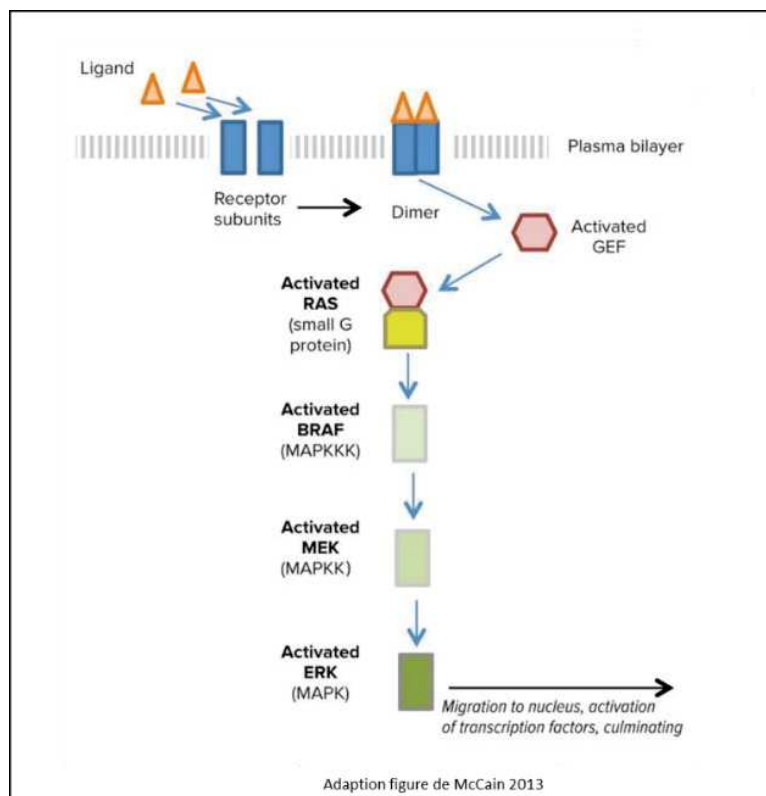 Ligand
Plasma bilayer
Receptor
subunits
Dimer
Activated
GEF
Activated
RAS
(small G
protein)
Activated
BRAF
(MAPKKK)
Activated
MEK
(MAPKK)
Activated
ERK
(MAPK)
Migration to nucleus, activation
of transcription factors, culminating
Adaption figure de McCain 2013